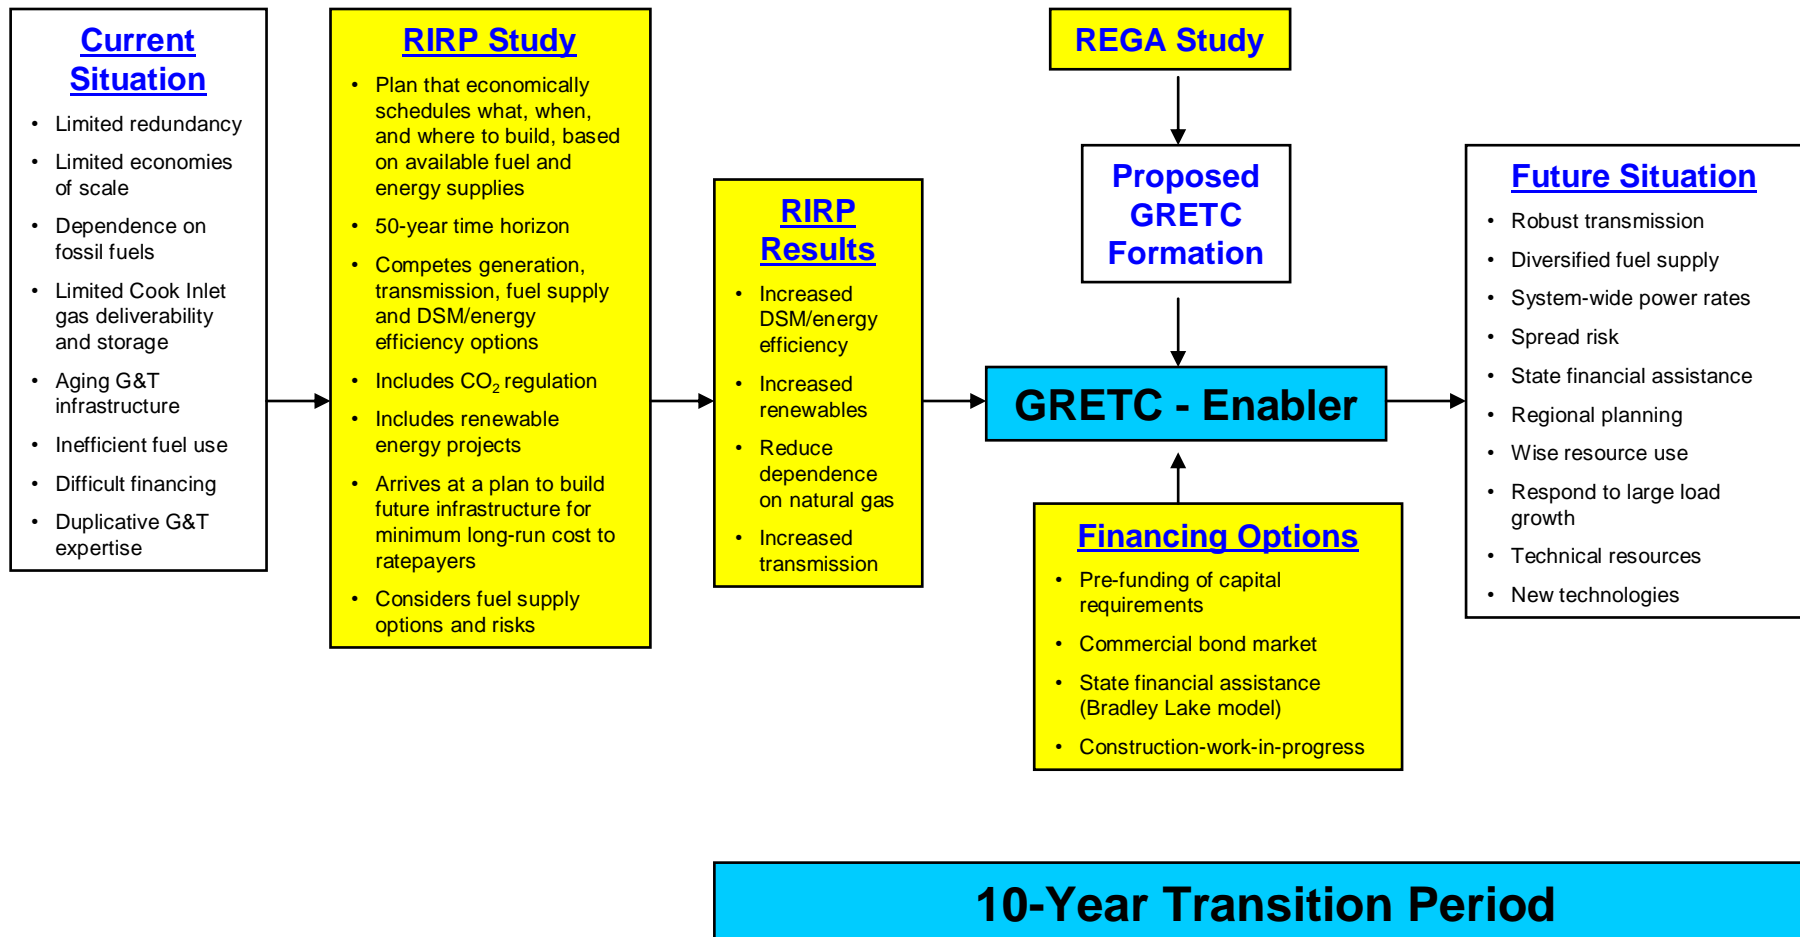 Current
Situation
• Limited redundancy
• Limited economies
of scale
• Dependence on
fossil fuels
• Limited Cook Inlet
gas deliverability
and storage
• Aging G&T
infrastructure
• Inefficient fuel use
• Difficult financing
• Duplicative G&T
expertise
RIRP Study
• Plan that economically
schedules what, when,
and where to build, based
on available fuel and
energy supplies
• 50-year time horizon
• Competes generation,
transmission, fuel supply
and DSM/energy
efficiency options
• Includes CO₂ regulation
• Includes renewable
energy projects
• Arrives at a plan to build
future infrastructure for
minimum long-run cost to
ratepayers
• Considers fuel supply
options and risks
RIRP
Results
• Increased
DSM/energy
efficiency
• Increased
renewables
• Reduce
dependence
on natural gas
• Increased
transmission
REGA Study
Proposed
GRETC
Formation
GRETC - Enabler
Financing Options
• Pre-funding of capital
requirements
• Commercial bond market
• State financial assistance
(Bradley Lake model)
• Construction-work-in-progress
Future Situation
• Robust transmission
• Diversified fuel supply
• System-wide power rates
• Spread risk
• State financial assistance
• Regional planning
• Wise resource use
• Respond to large load
growth
• Technical resources
• New technologies
10-Year Transition Period